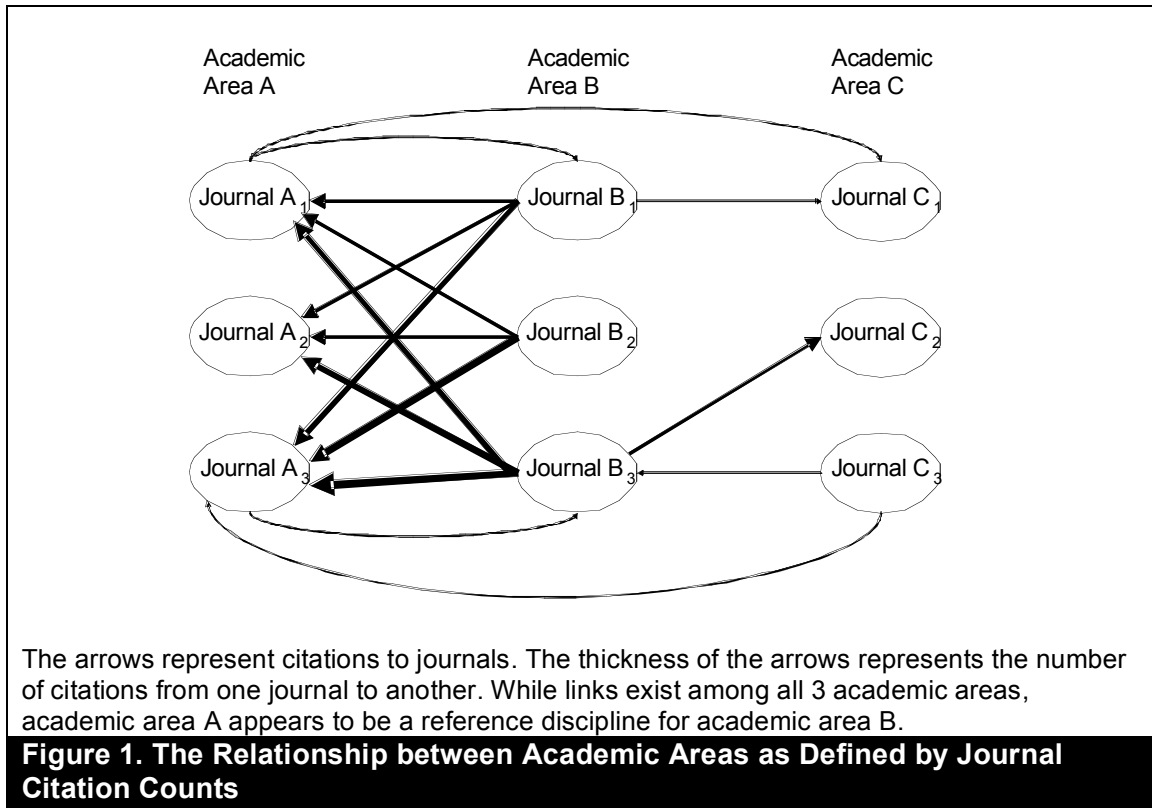 Academic Area A
Academic Area B
Academic Area C
Journal A1
Journal B1
Journal C1
Journal A2
Journal B2
Journal C2
Journal A3
Journal B3
Journal C3
The arrows represent citations to journals. The thickness of the arrows represents the number
of citations from one journal to another. While links exist among all 3 academic areas,
academic area A appears to be a reference discipline for academic area B.
Figure 1. The Relationship between Academic Areas as Defined by Journal
Citation Counts